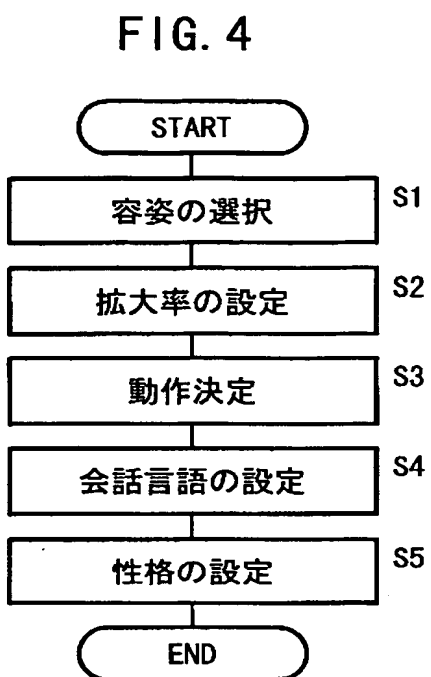 FIG. 4
START
容姿の選択 S1
拡大率の設定 S2
動作決定 S3
会話言語の設定 S4
性格の設定 S5
END